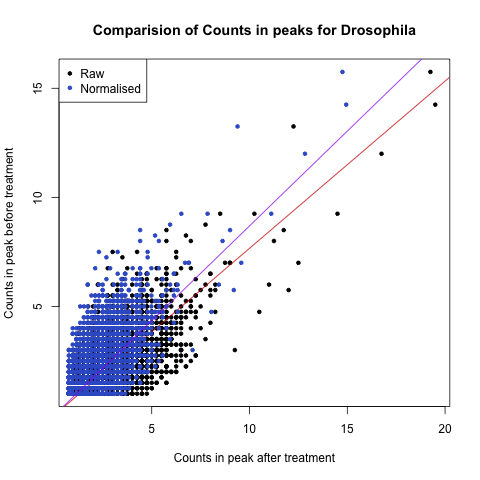 Comparision of Counts in peaks for Drosophila
Raw
Normalised
15
10
5
Counts in peak before treatment
5 10 15 20
Counts in peak after treatment